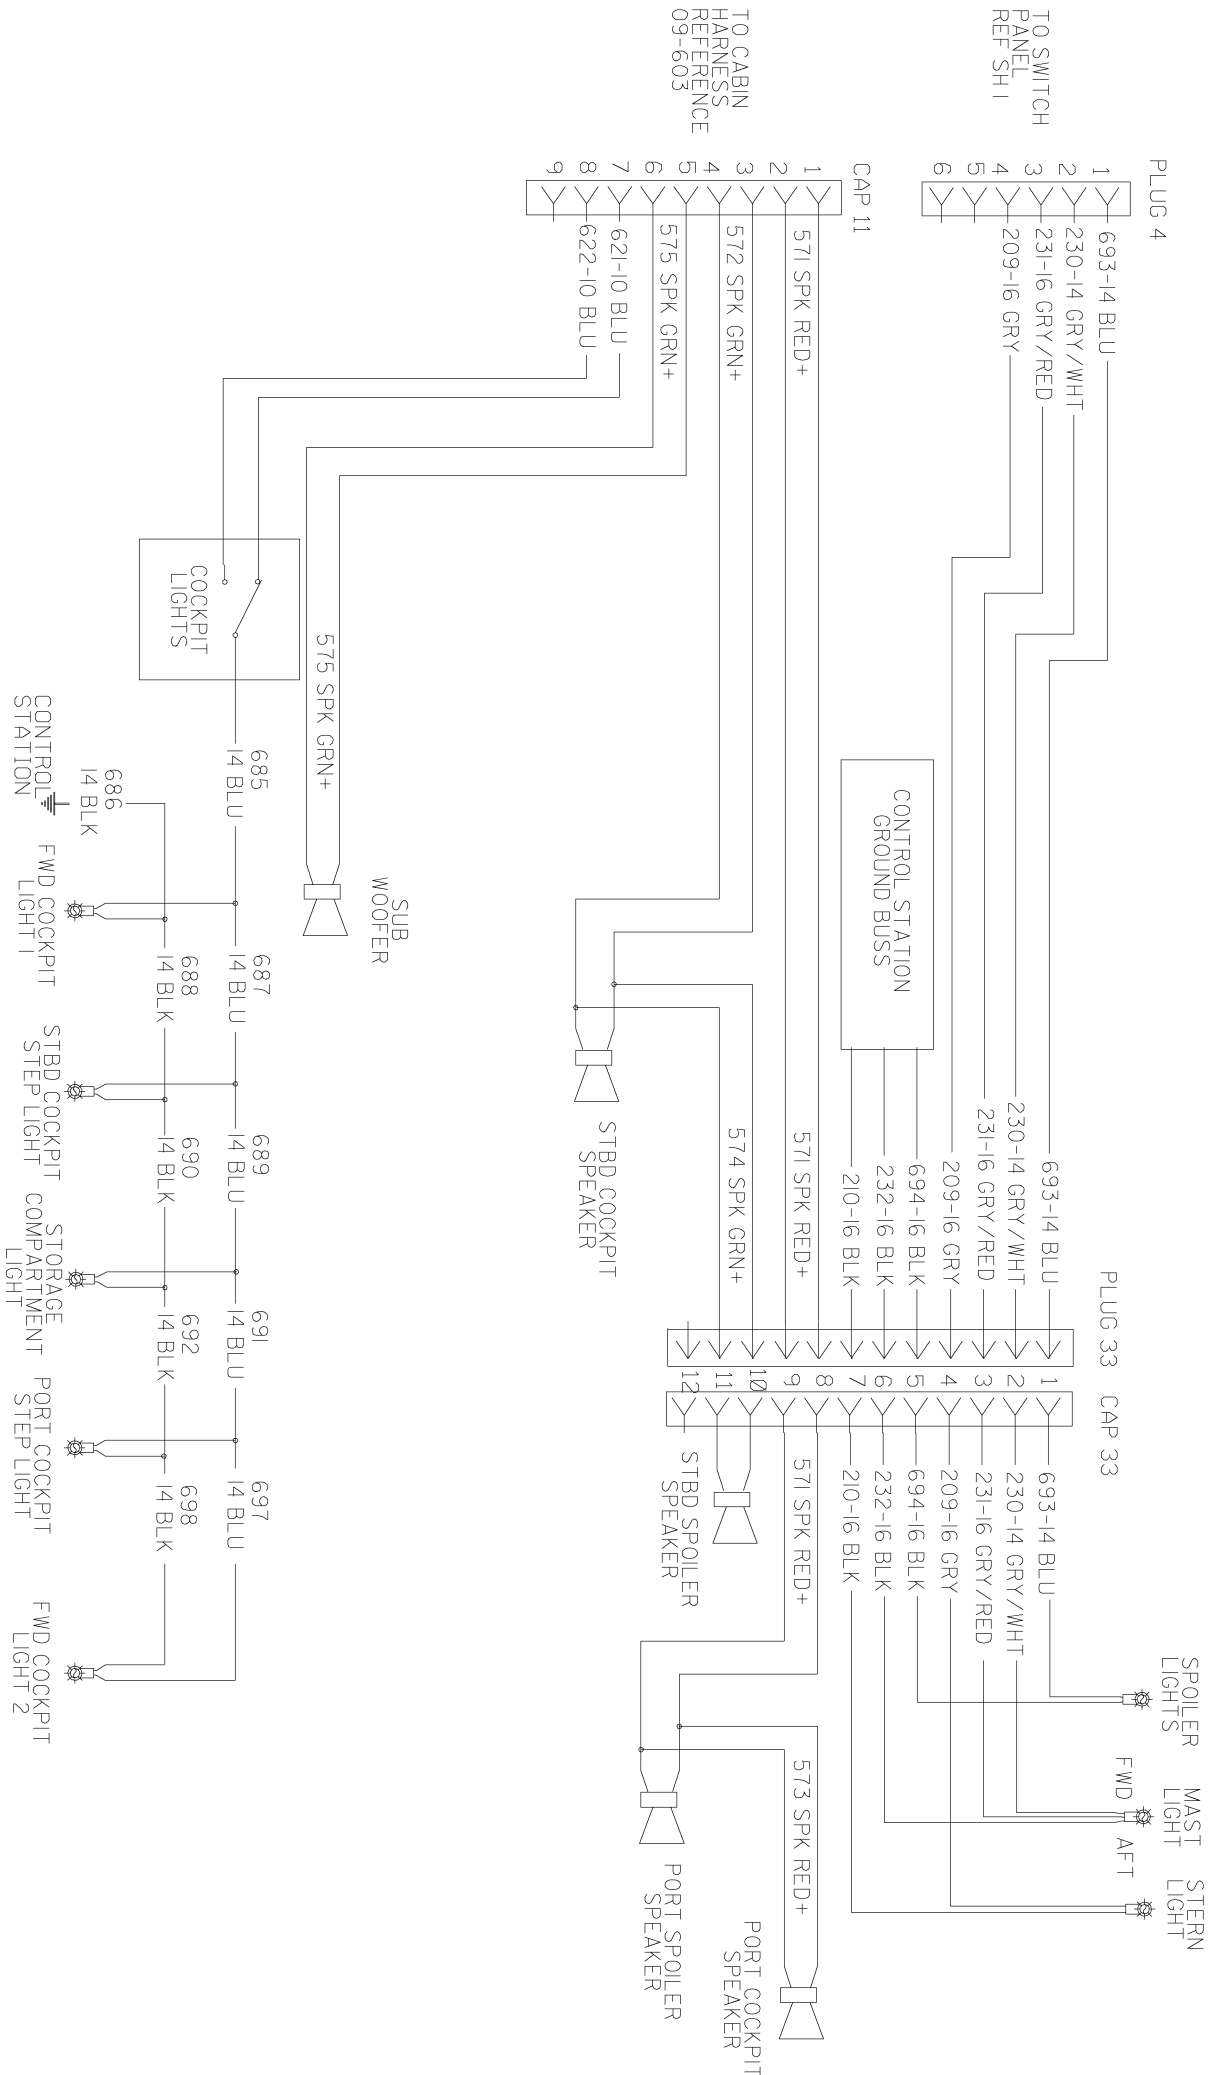 PLUG 4
TO SWITCH
PANEL
REF SH 1
1
2
3
4
5
6
693-14 BLU
230-14 GRY/WHT
231-16 GRY/RED
209-16 GRY
CAP 11
TO CABIN
HARNESS
REFERENCE
09-603
1
2
3
4
5
6
7
8
9
571 SPK RED+
572 SPK GRN+
575 SPK GRN+
621-10 BLU
622-10 BLU
COCKPIT
LIGHTS
575 SPK GRN+
SUB
WOOFER
CONTROL STATION
GROUND BUSS
693-14 BLU
230-14 GRY/WHT
231-16 GRY/RED
209-16 GRY
694-16 BLK
232-16 BLK
210-16 BLK
571 SPK RED+
574 SPK GRN+
STBD COCKPIT
SPEAKER
PLUG 33
CAP 33
1
2
3
4
5
6
7
8
9
10
11
12
693-14 BLU
230-14 GRY/WHT
231-16 GRY/RED
209-16 GRY
694-16 BLK
232-16 BLK
210-16 BLK
571 SPK RED+
STBD SPOILER
SPEAKER
SPOILER
LIGHTS
MAST
LIGHT
FWD
AFT
STERN
LIGHT
573 SPK RED+
PORT SPOILER
SPEAKER
PORT COCKPIT
SPEAKER
685
14 BLU
687
14 BLU
689
14 BLU
691
14 BLU
697
14 BLU
686
14 BLK
688
14 BLK
690
14 BLK
692
14 BLK
698
14 BLK
CONTROL
STATION
FWD COCKPIT
LIGHT 1
STBD COCKPIT
STEP LIGHT
STORAGE
COMPARTMENT
LIGHT
PORT COCKPIT
STEP LIGHT
FWD COCKPIT
LIGHT 2